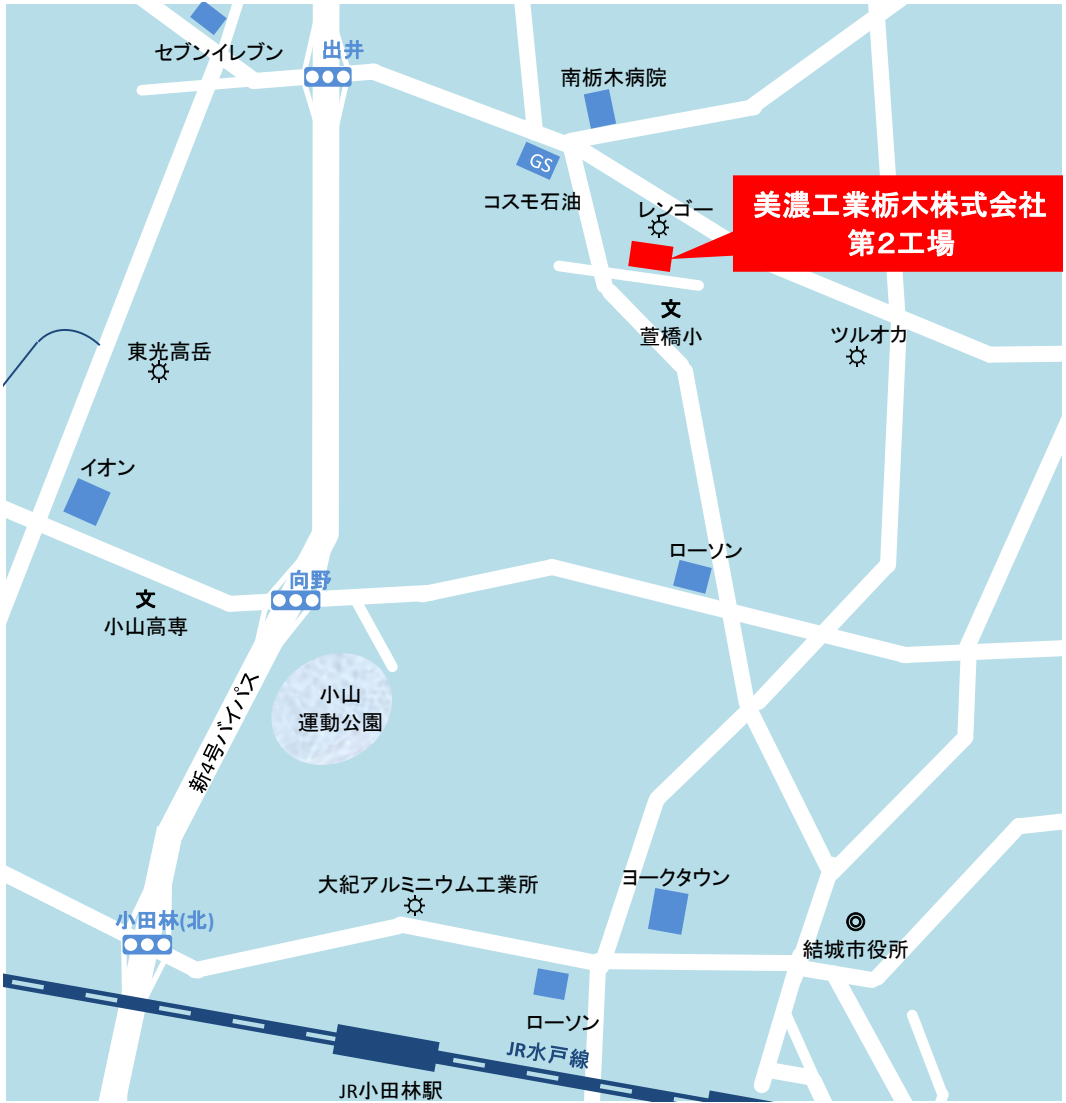 セブンイレブン
出井
南栃木病院
GS
コスモ石油
レンゴー
美濃工業栃木株式会社
第2工場
文
萱橋小
ツルオカ
東光高岳
イオン
ローソン
向野
文
小山高専
小山
運動公園
新4号バイパス
大紀アルミニウム工業所
ヨークタウン
小田林(北)
結城市役所
ローソン
JR水戸線
JR小田林駅